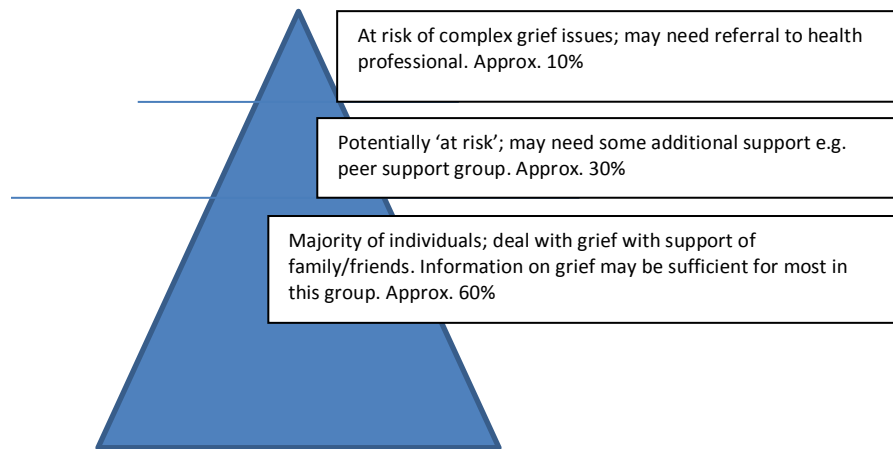 At risk of complex grief issues; may need referral to health
professional. Approx. 10%
Potentially ‘at risk’; may need some additional support e.g.
peer support group. Approx. 30%
Majority of individuals; deal with grief with support of
family/friends. Information on grief may be sufficient for most in
this group. Approx. 60%